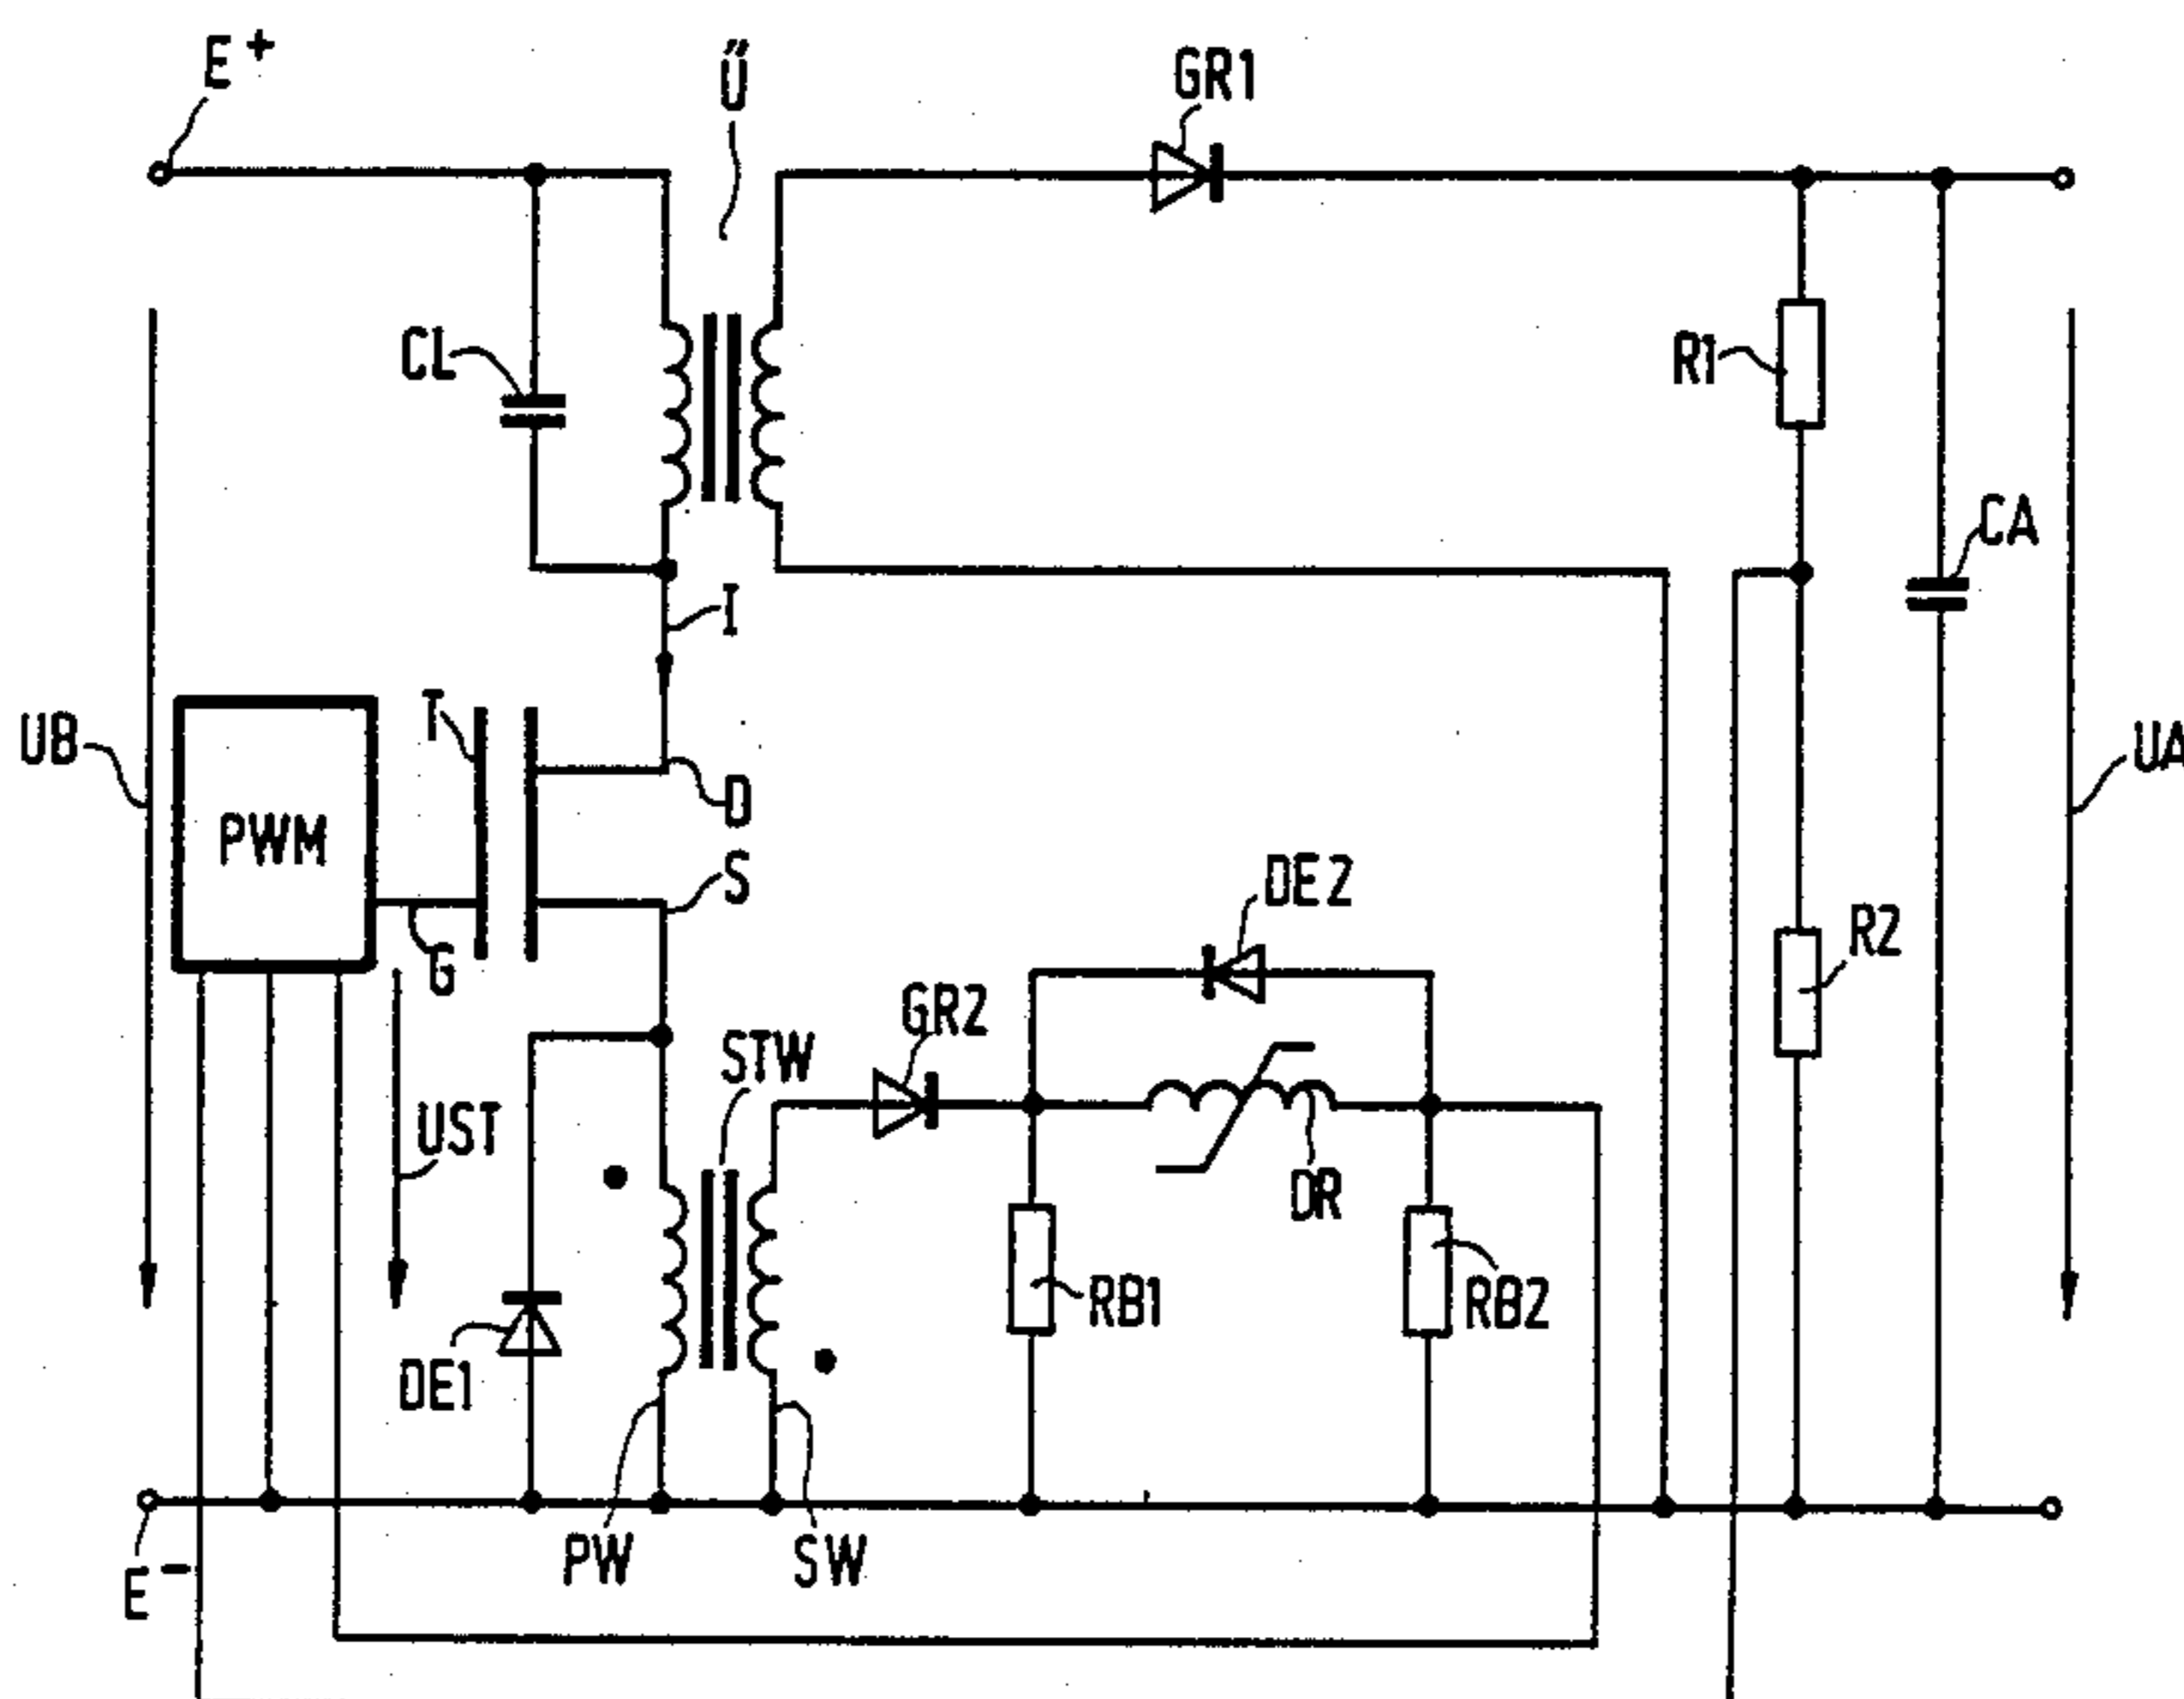 E+
Ü
GR1
CL
R1
CA
I
T
UB
D
PWM
UA
S
DE2
R2
G
GR2
STW
UST
DR
RB1
RB2
DE1
PW
SW
E-